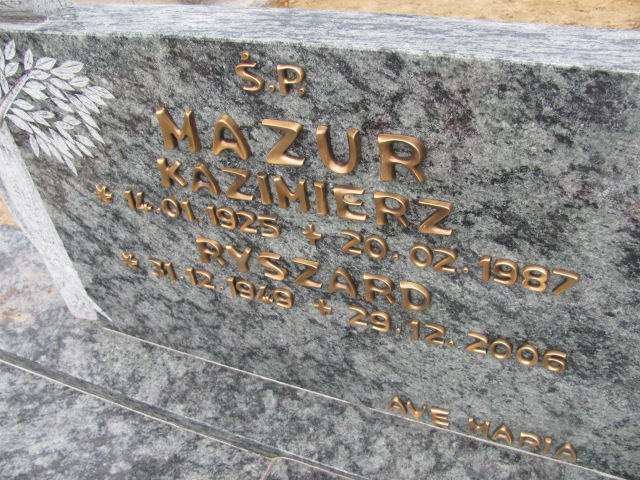 Ś.P.
MAZUR
KAZIMIERZ
* 14.01.1925 + 20.02.1987
RYSZARD
* 31.12.1949 + 29.12.2006
AVE MARIA